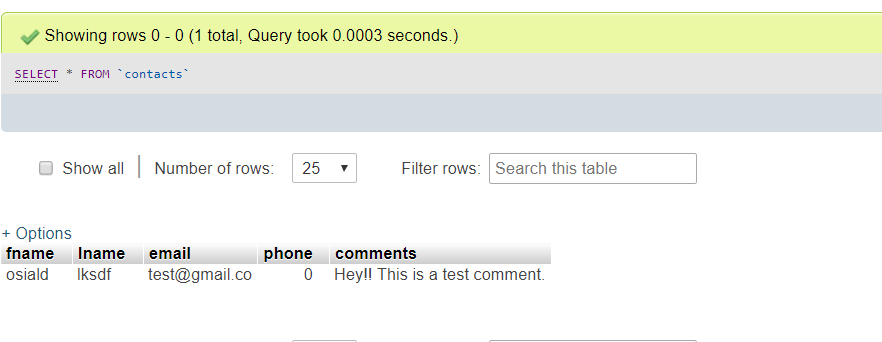 Showing rows 0 - 0 (1 total, Query took 0.0003 seconds.)
SELECT * FROM `contacts`
Show all Number of rows: 25 Filter rows: Search this table
+ Options
fname lname email phone comments
osiald lksdf test@gmail.co 0 Hey!! This is a test comment.